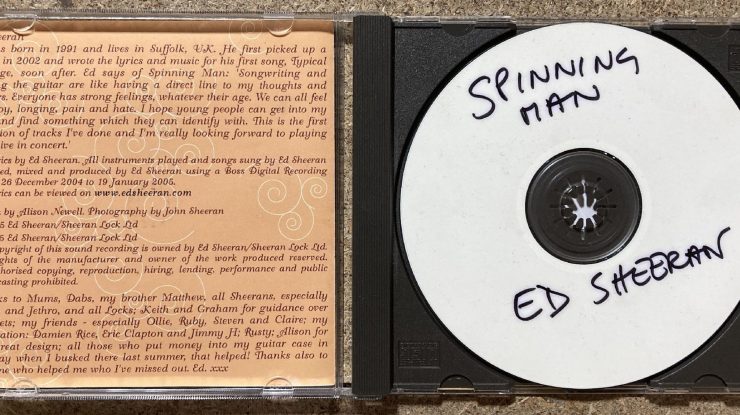 eeran
s born in 1991 and lives in Suffolk, U.K. He first picked up a
in 2002 and wrote the lyrics and music for his first song, Typical
ge, soon after. Ed says of Spinning Man: 'Songwriting and
g the guitar are like having a direct line to my thoughts and
rs. Everyone has strong feelings, whatever their age. We can all feel
oy, longing, pain and hate. I hope young people can get into my
nd find something which they can identify with. This is the first
ion of tracks I've done and I'm really looking forward to playing
ive in concert.'
rics by Ed Sheeran. All instruments played and songs sung by Ed Sheeran
ed, mixed and produced by Ed Sheeran using a Boss Digital Recording
26 December 2004 to 19 January 2005.
rics can be viewed on www.edsheeran.com
n by Alison Newell. Photography by John Sheeran
5 Ed Sheeran/Sheeran Lock Ltd
5 Ed Sheeran/Sheeran Lock Ltd
pyright of this sound recording is owned by Ed Sheeran/Sheeran Lock Ltd.
ghts of the manufacturer and owner of the work produced reserved.
horised copying, reproduction, hiring, lending, performance and public
casting prohibited.
ks to Mums, Dabs, my brother Matthew, all Sheerans, especially
and Jethro, and all Locks; Keith and Graham for guidance over
ets; my friends - especially Ollie, Ruby, Steven and Claire; my
ation: Damien Rice, Eric Clapton and Jimmy H; Rusty; Alison for
reat design; all those who put money into my guitar case in
ay when I busked there last summer, that helped! Thanks also to
ne who helped me who I've missed out. Ed. xxx
SPINNING
MAN
ED SHEERAN